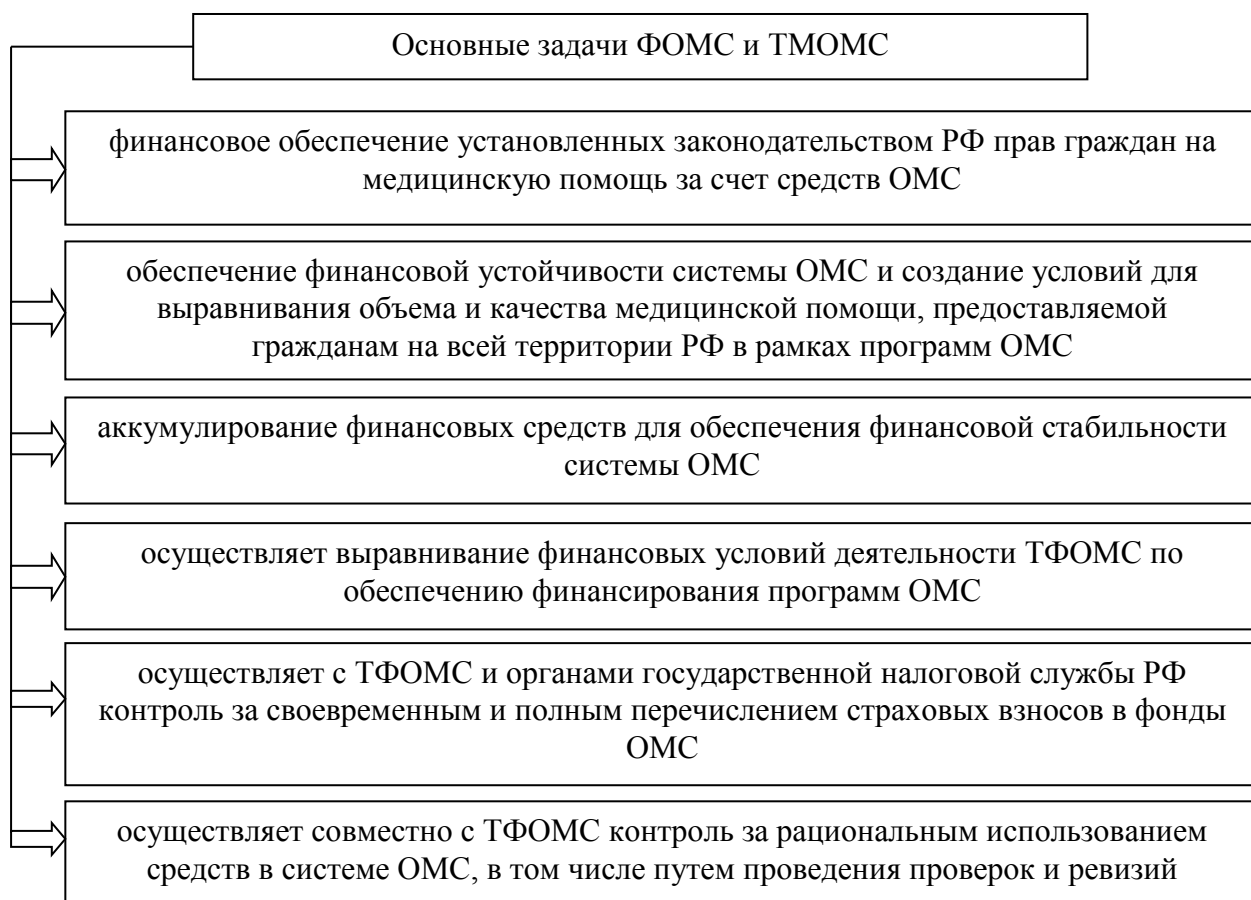 Основные задачи ФОМС и ТМОМС
финансовое обеспечение установленных законодательством РФ прав граждан на
медицинскую помощь за счет средств ОМС
обеспечение финансовой устойчивости системы ОМС и создание условий для
выравнивания объема и качества медицинской помощи, предоставляемой
гражданам на всей территории РФ в рамках программ ОМС
аккумулирование финансовых средств для обеспечения финансовой стабильности
системы ОМС
осуществляет выравнивание финансовых условий деятельности ТФОМС по
обеспечению финансирования программ ОМС
осуществляет с ТФОМС и органами государственной налоговой службы РФ
контроль за своевременным и полным перечислением страховых взносов в фонды
ОМС
осуществляет совместно с ТФОМС контроль за рациональным использованием
средств в системе ОМС, в том числе путем проведения проверок и ревизий